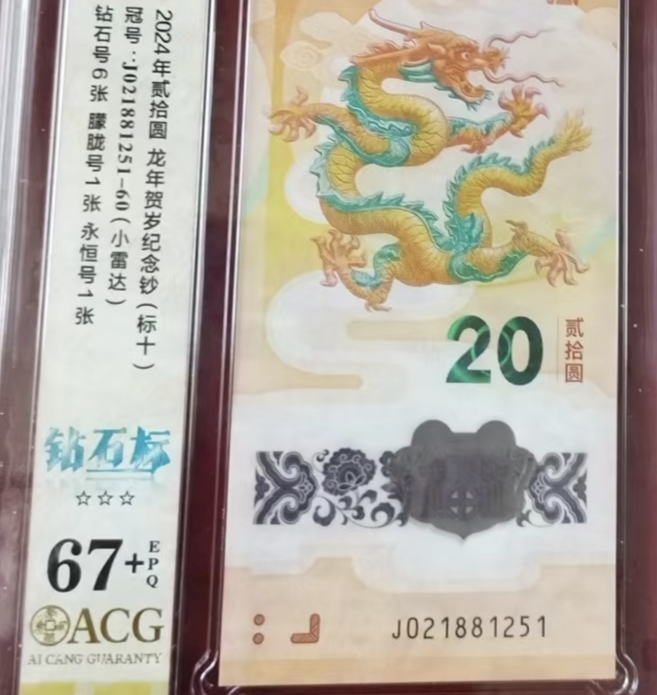 2024年贰拾圆 龙年贺岁纪念钞(标十)
冠号:J021881251-60(小雷达)
钻石号6张 朦胧号1张 永恒号1张
钻石标
☆☆☆
67+
EPQ
ACG
AI CANG GUARANTY
20
贰拾圆
J021881251